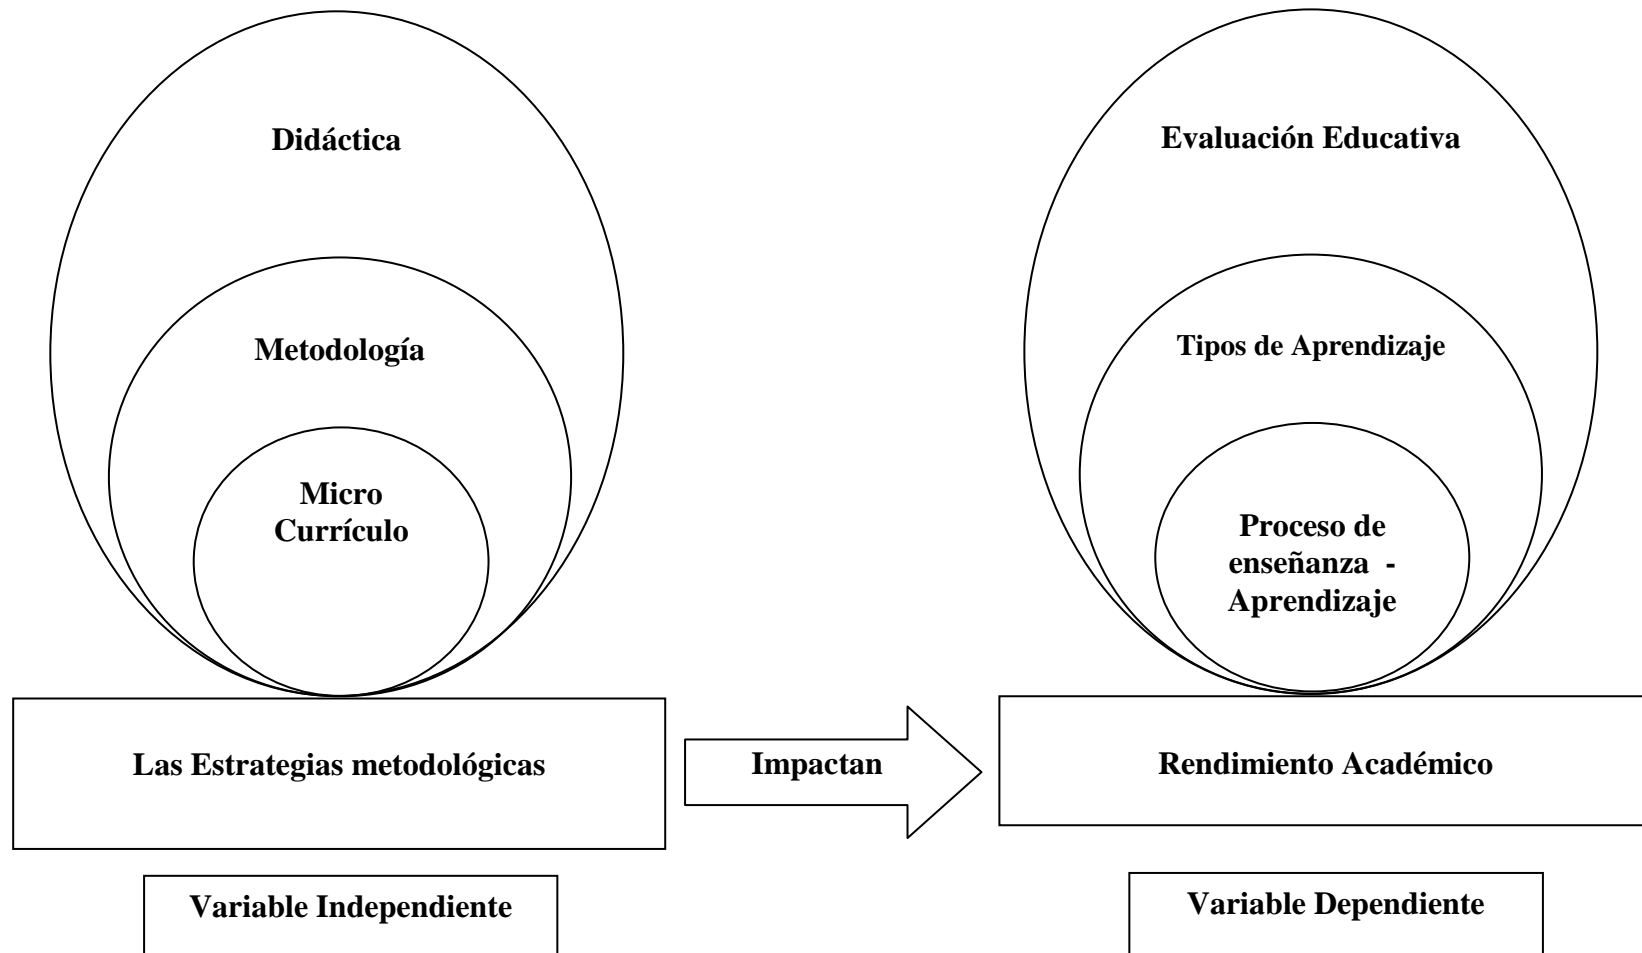 Didáctica
Metodología
Micro
Currículo
Las Estrategias metodológicas
Variable Independiente
Impactan
Evaluación Educativa
Tipos de Aprendizaje
Proceso de
enseñanza  -
Aprendizaje
Rendimiento Académico
Variable Dependiente